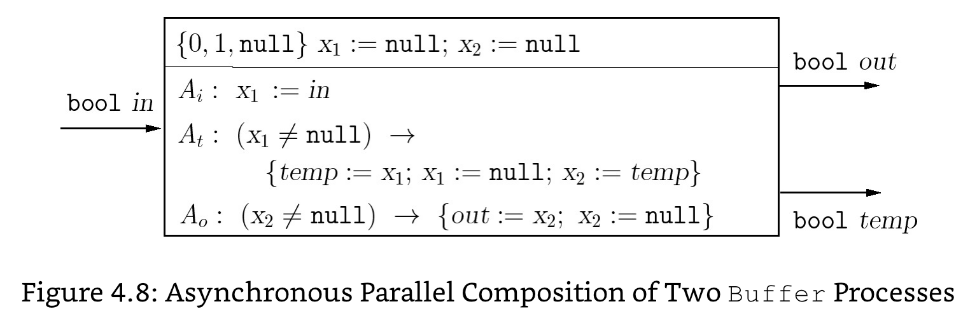 {0, 1, null} x₁ := null; x₂ := null
bool out
bool in
Aᵢ : x₁ := in
Aₜ : (x₁ ≠ null) →
{temp := x₁; x₁ := null; x₂ := temp}
Aₒ : (x₂ ≠ null) → {out := x₂; x₂ := null}
bool temp
Figure 4.8: Asynchronous Parallel Composition of Two Buffer Processes